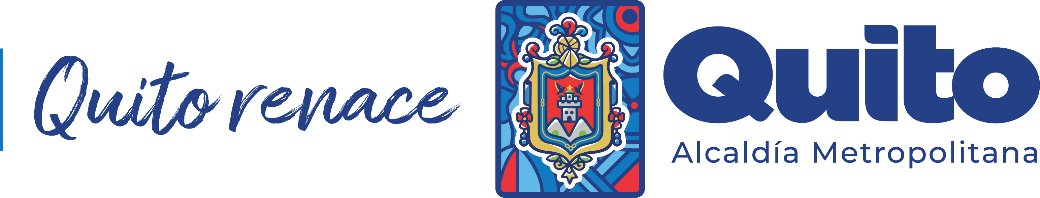 Quito renace
Quito
Alcaldía Metropolitana